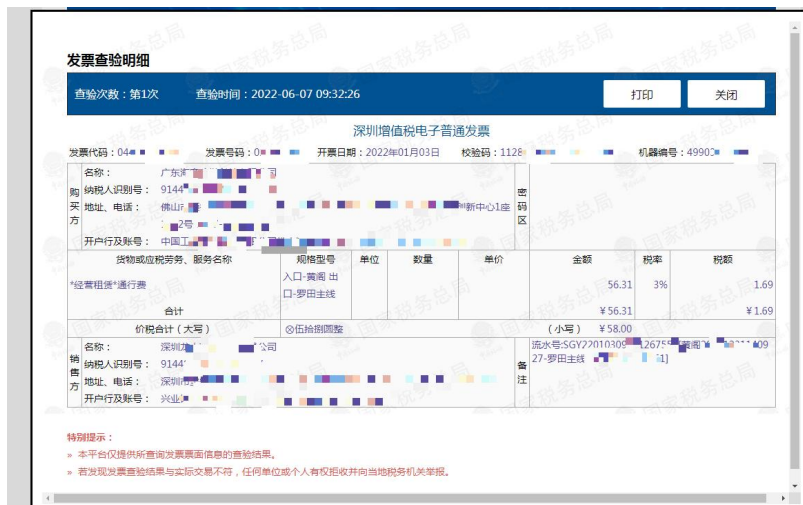 发票查验明细
查验次数：第1次 查验时间：2022-06-07 09:32:26 打印 关闭
深圳增值税电子普通发票
发票代码：04 发票号码：0 开票日期：2022年01月03日 校验码：1128 机器编号：49900
购买方
名称： 广东
纳税人识别号： 9144
地址、电话： 佛山 新中心1座
2号
开户行及账号： 中国工
密码区
货物或应税劳务、服务名称 规格型号 单位 数量 单价 金额 税率 税额
*经营租赁*通行费 入口-黄阁 出口-罗田主线 56.31 3% 1.69
合计 ￥56.31 ￥1.69
价税合计（大写） ⊗伍拾捌圆整 （小写） ￥58.00
销售方
名称： 深圳龙 公司
纳税人识别号： 9144
地址、电话： 深圳市
开户行及账号： 兴业
备注
流水号:SGY22010309 12675 黄阁 09
27-罗田主线 1]
特别提示：
» 本平台仅提供所查询发票票面信息的查验结果。
» 若发现发票查验结果与实际交易不符，任何单位或个人有权拒收并向当地税务机关举报。
国家税务总局